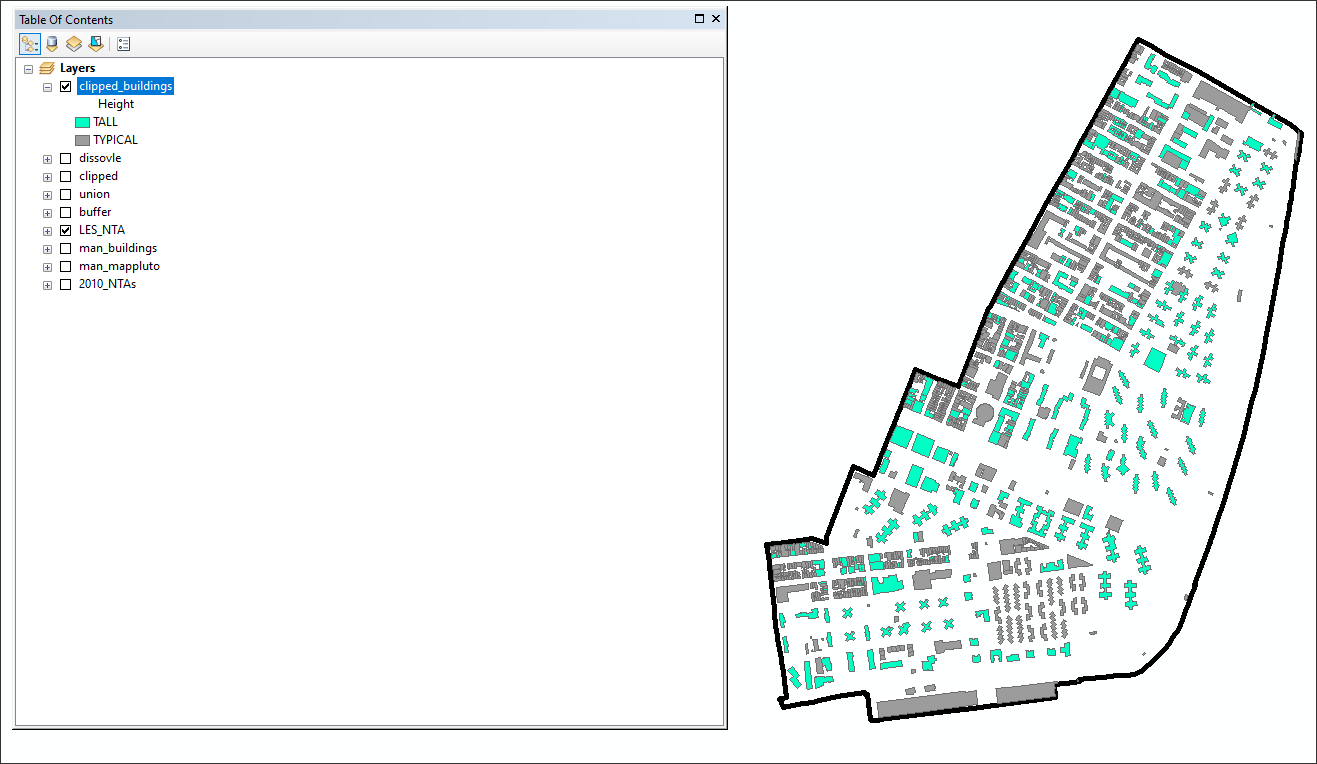 Table Of Contents
Layers
clipped_buildings
Height
TALL
TYPICAL
dissovle
clipped
union
buffer
LES_NTA
man_buildings
man_mappluto
2010_NTAs